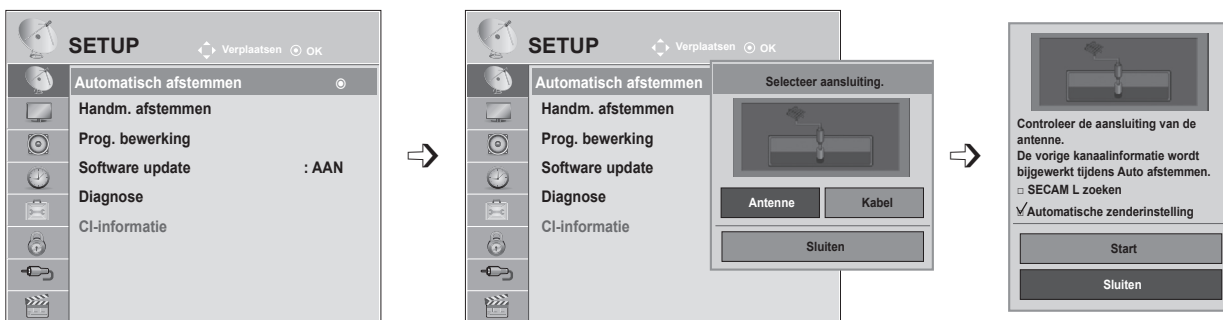 SETUP
Verplaatsen OK
Automatisch afstemmen
Handm. afstemmen
Prog. bewerking
Software update : AAN
Diagnose
CI-informatie
SETUP
Verplaatsen OK
Automatisch afstemmen
Handm. afstemmen
Prog. bewerking
Software update
Diagnose
CI-informatie
Selecteer aansluiting.
Antenne
Kabel
Sluiten
Controleer de aansluiting van de
antenne.
De vorige kanaalinformatie wordt
bijgewerkt tijdens Auto afstemmen.
□ SECAM L zoeken
Automatische zenderinstelling
Start
Sluiten